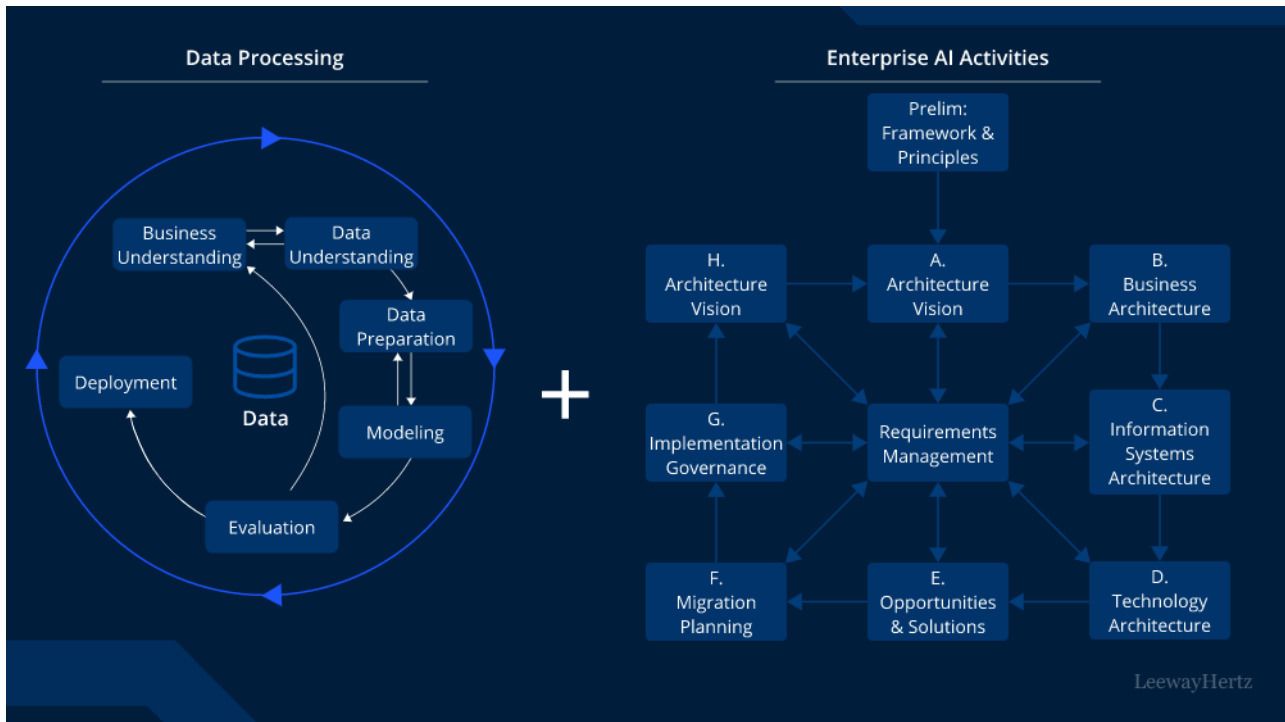 Data Processing
Business
Understanding
Data
Understanding
Data
Preparation
Modeling
Evaluation
Deployment
Data
Enterprise AI Activities
Prelim:
Framework &
Principles
H.
Architecture
Vision
A.
Architecture
Vision
B.
Business
Architecture
G.
Implementation
Governance
Requirements
Management
C.
Information
Systems
Architecture
F.
Migration
Planning
E.
Opportunities
& Solutions
D.
Technology
Architecture
LeewayHertz